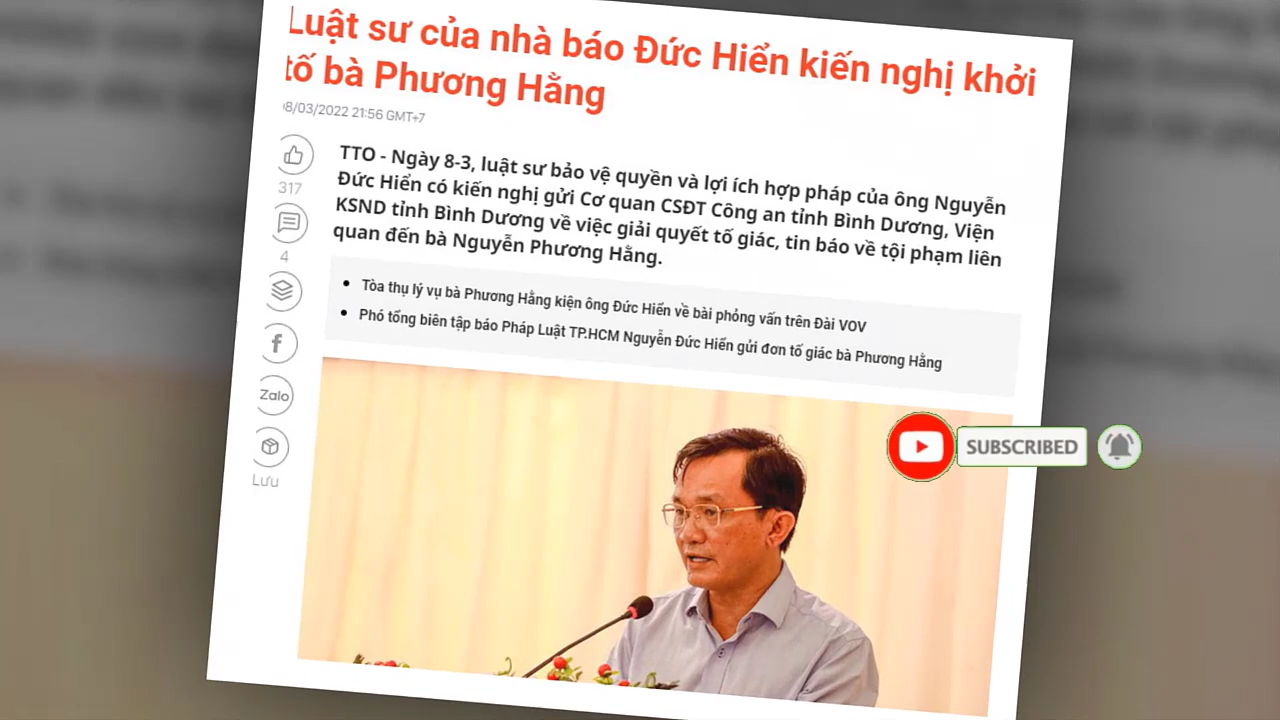 Luật sư của nhà báo Đức Hiển kiến nghị khởi
tố bà Phương Hằng
8/03/2022 21:56 GMT+7
TTO - Ngày 8-3, luật sư bảo vệ quyền và lợi ích hợp pháp của ông Nguyễn
Đức Hiển có kiến nghị gửi Cơ quan CSĐT Công an tỉnh Bình Dương, Viện
KSND tỉnh Bình Dương về việc giải quyết tố giác, tin báo về tội phạm liên
quan đến bà Nguyễn Phương Hằng.
317
4
Zalo
Lưu
Tòa thụ lý vụ bà Phương Hằng kiện ông Đức Hiển về bài phỏng vấn trên Đài VOV
Phó tổng biên tập báo Pháp Luật TP.HCM Nguyễn Đức Hiển gửi đơn tố giác bà Phương Hằng
SUBSCRIBED